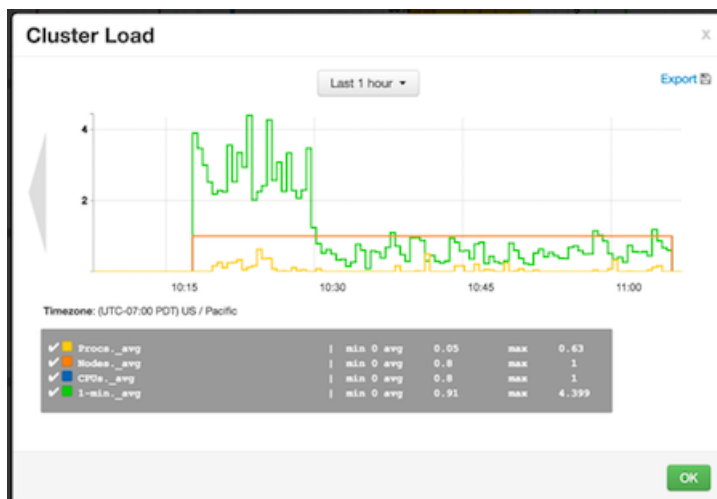 Cluster Load x
Last 1 hour
Export
4
2
10:15 10:30 10:45 11:00
Timezone: (UTC-07:00 PDT) US / Pacific
Procs._avg | min 0 avg 0.05 max 0.63
Nodes._avg | min 0 avg 0.8 max 1
CPUs._avg | min 0 avg 0.8 max 1
1-min._avg | min 0 avg 0.91 max 4.399
OK